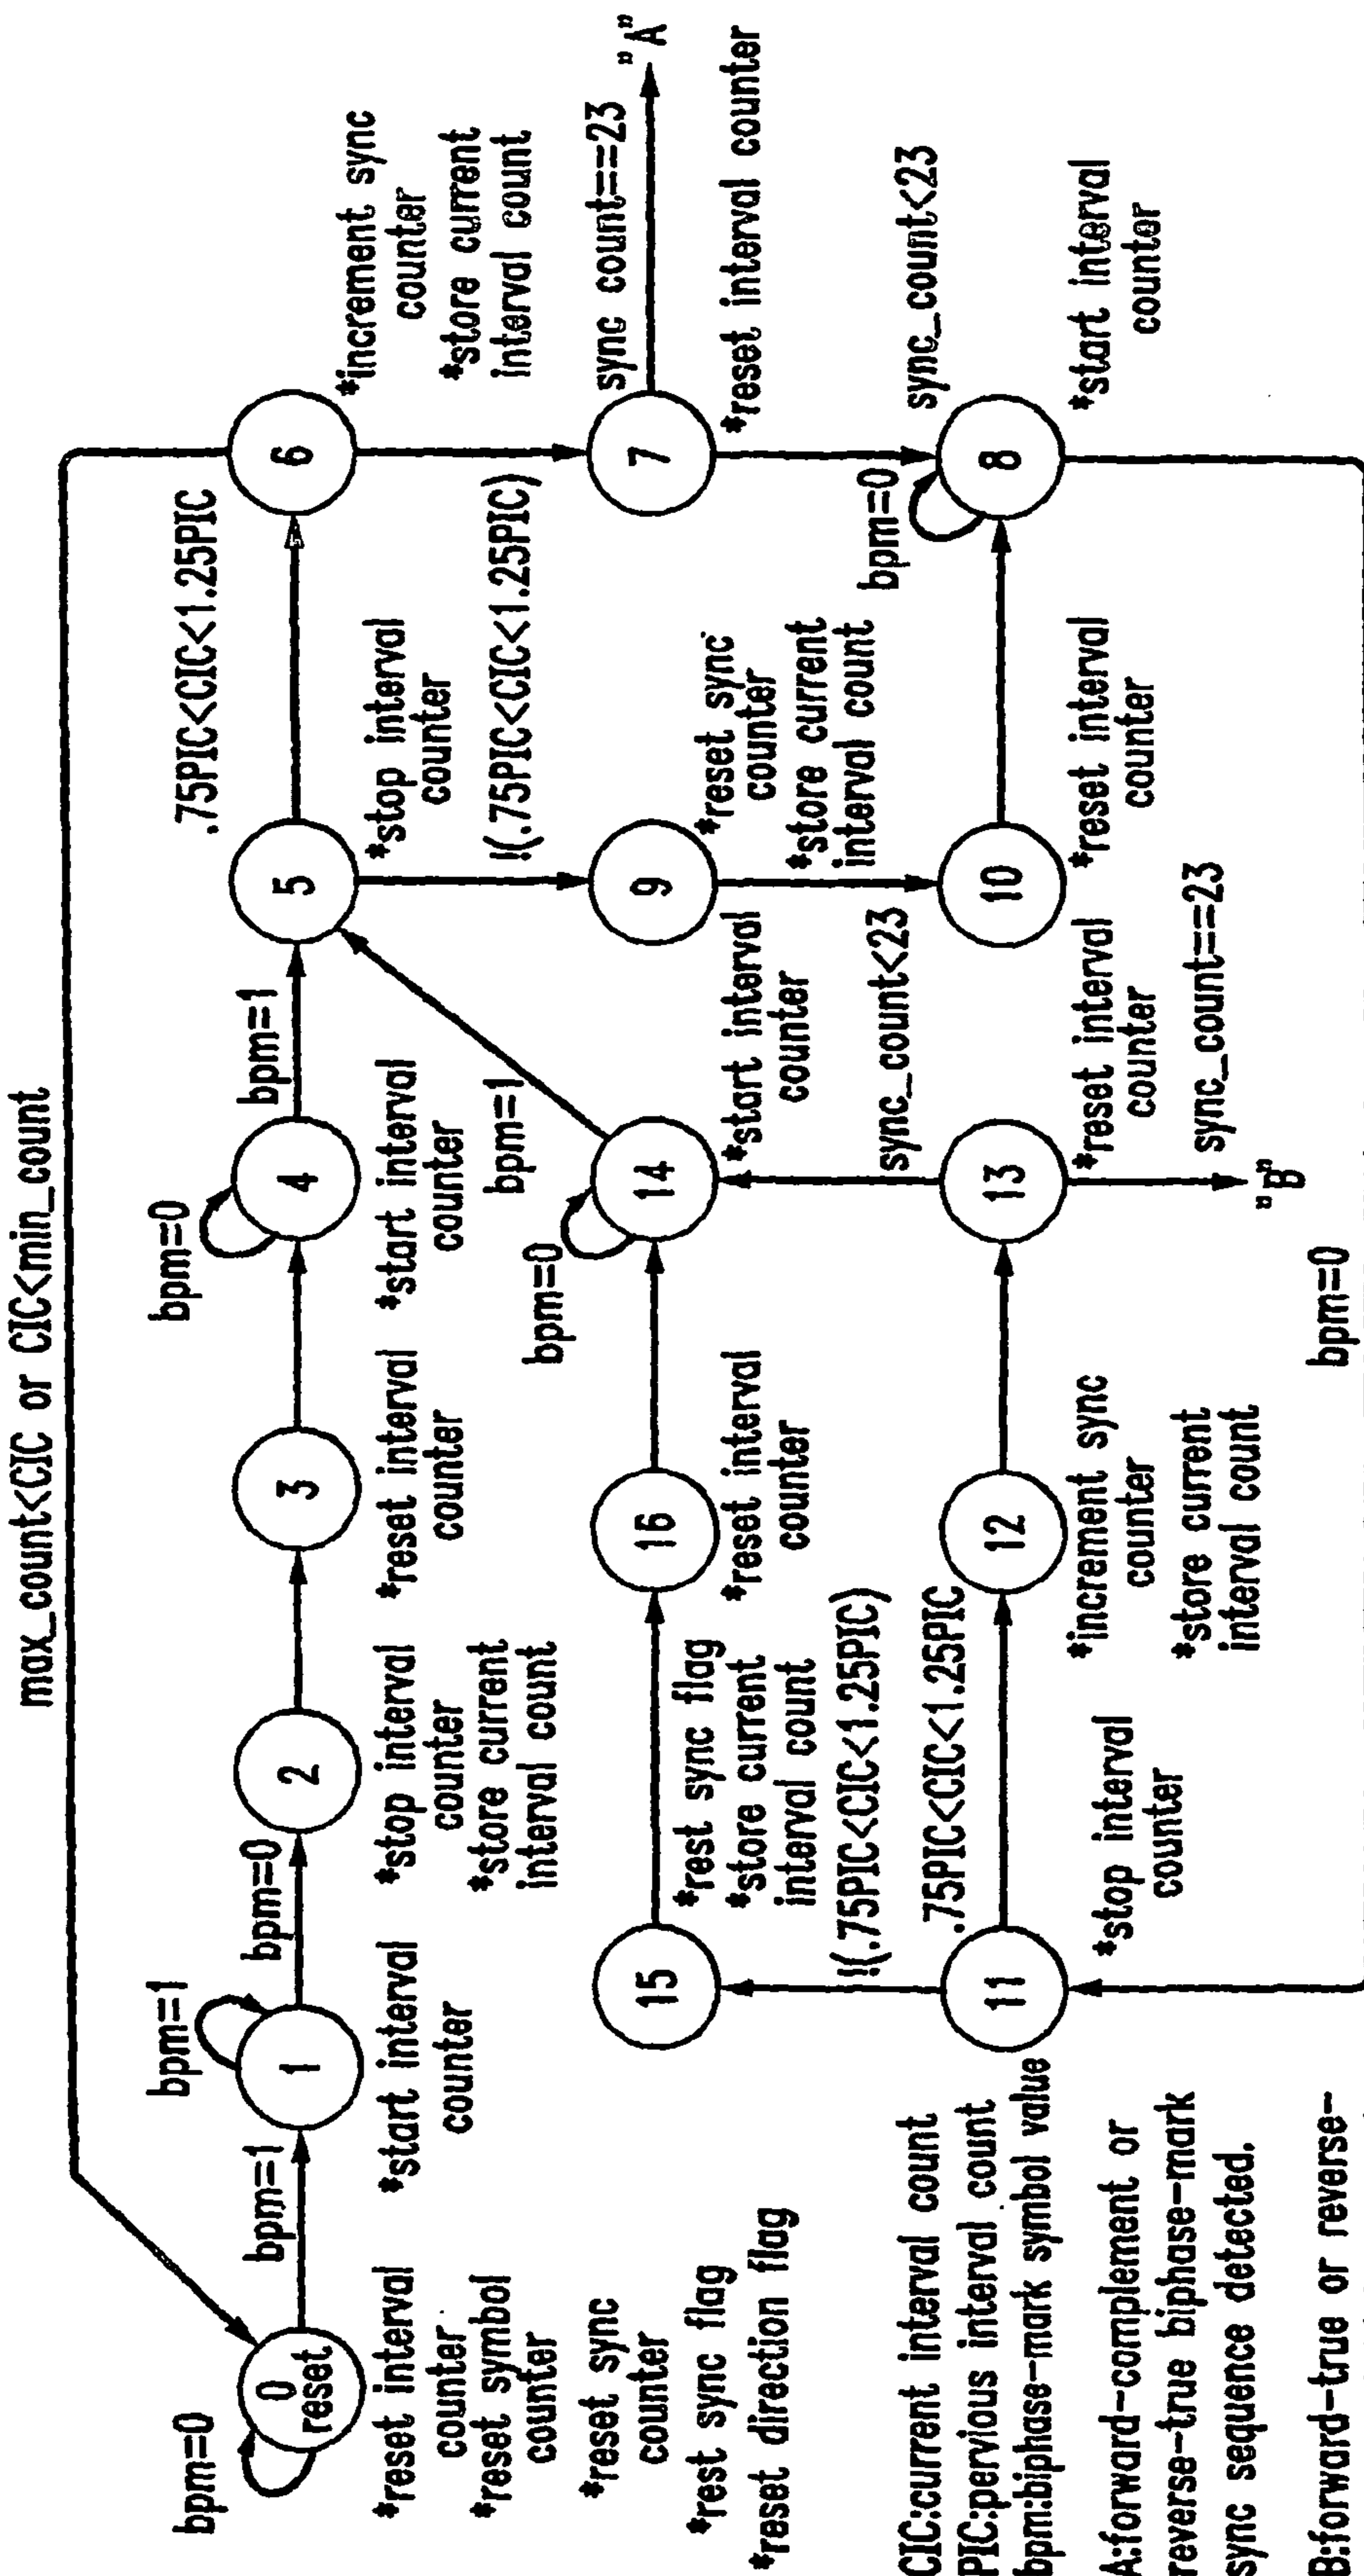 max_count<CIC or CIC<min_count
bpm=0
0
reset
*reset interval
counter
*reset symbol
counter
*reset sync
counter
*rest sync flag
*reset direction flag
bpm=1
bpm=1
1
*start interval
counter
bpm=0
2
*stop interval
counter
*store current
interval count
3
*reset interval
counter
bpm=0
4
*start interval
counter
bpm=1
5
*stop interval
counter
.75PIC<CIC<1.25PIC
6
*increment sync
counter
*store current
interval count
!(.75PIC<CIC<1.25PIC)
15
*rest sync flag
*store current
interval count
16
*reset interval
counter
bpm=0
14
bpm=1
*start interval
counter
9
*reset sync
counter
*store current
interval count
7
sync count==23
"A"
*reset interval counter
!(.75PIC<CIC<1.25PIC)
.75PIC<CIC<1.25PIC
11
*stop interval
counter
12
*increment sync
counter
*store current
interval count
sync_count<23
13
*reset interval
counter
sync_count==23
"B"
10
*reset interval
counter
bpm=0
8
sync_count<23
*start interval
counter
bpm=0
CIC:current interval count
PIC:pervious interval count
bpm:biphase-mark symbol value
A:forward-complement or
reverse-true biphase-mark
sync sequence detected.
B:forward-true or reverse-